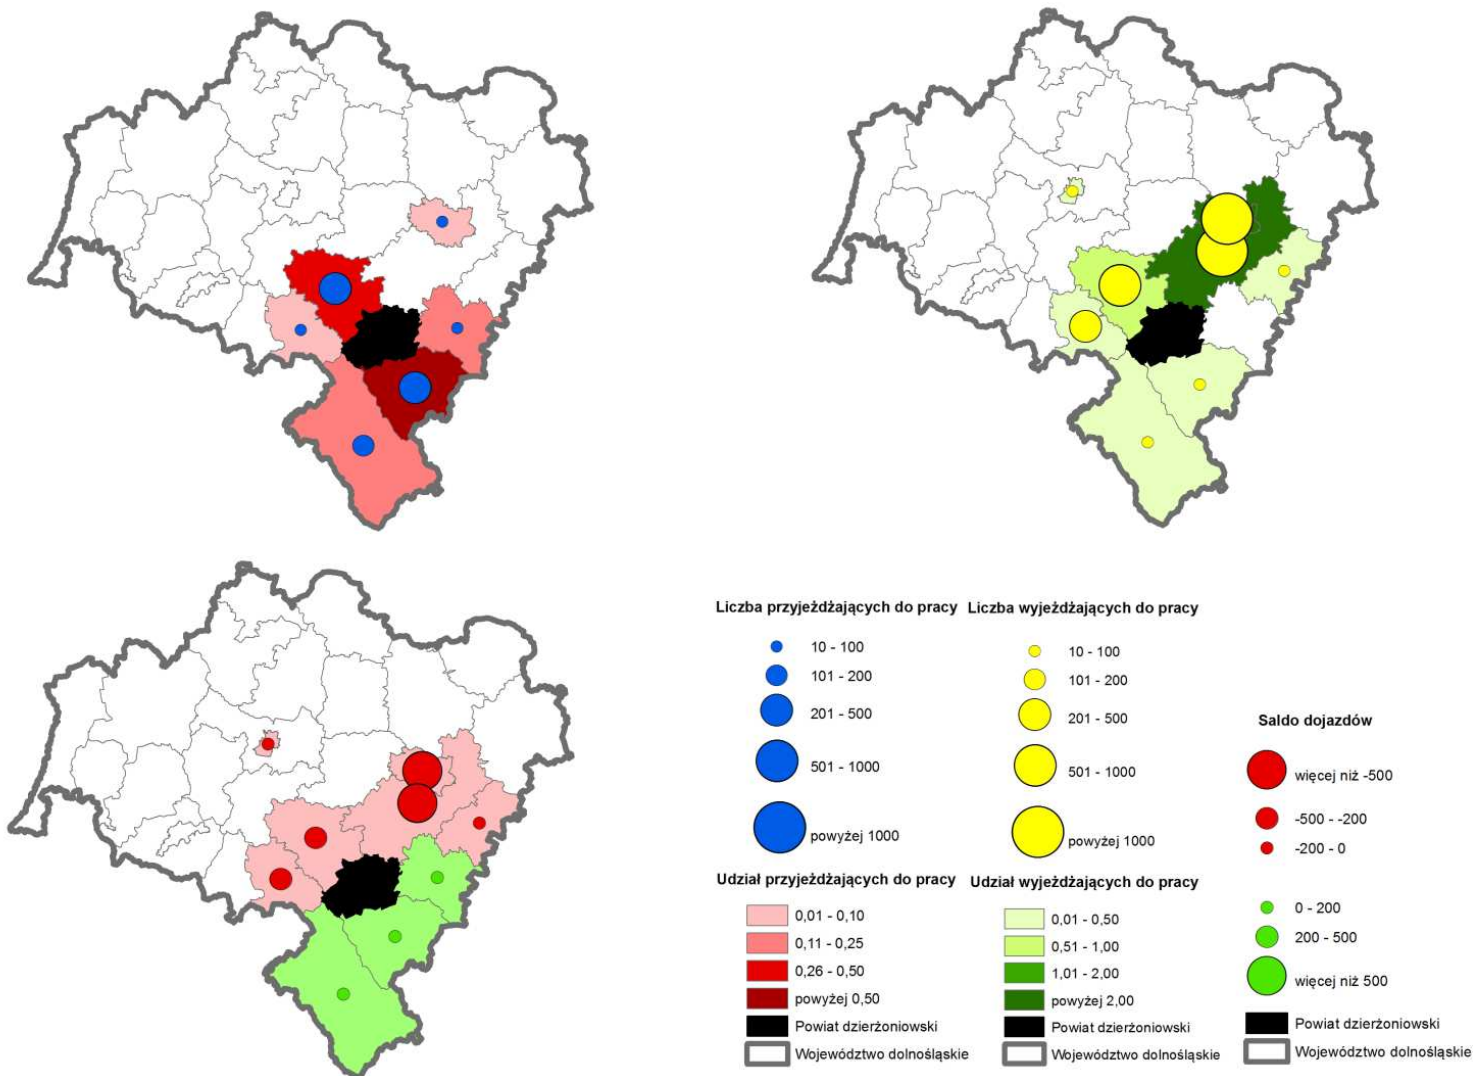 Liczba przyjeżdżających do pracy
10 - 100
101 - 200
201 - 500
501 - 1000
powyżej 1000
Udział przyjeżdżających do pracy
0,01 - 0,10
0,11 - 0,25
0,26 - 0,50
powyżej 0,50
Powiat dzierżoniowski
Województwo dolnośląskie
Liczba wyjeżdżających do pracy
10 - 100
101 - 200
201 - 500
501 - 1000
powyżej 1000
Udział wyjeżdżających do pracy
0,01 - 0,50
0,51 - 1,00
1,01 - 2,00
powyżej 2,00
Powiat dzierżoniowski
Województwo dolnośląskie
Saldo dojazdów
więcej niż -500
-500 - -200
-200 - 0
0 - 200
200 - 500
więcej niż 500
Powiat dzierżoniowski
Województwo dolnośląskie